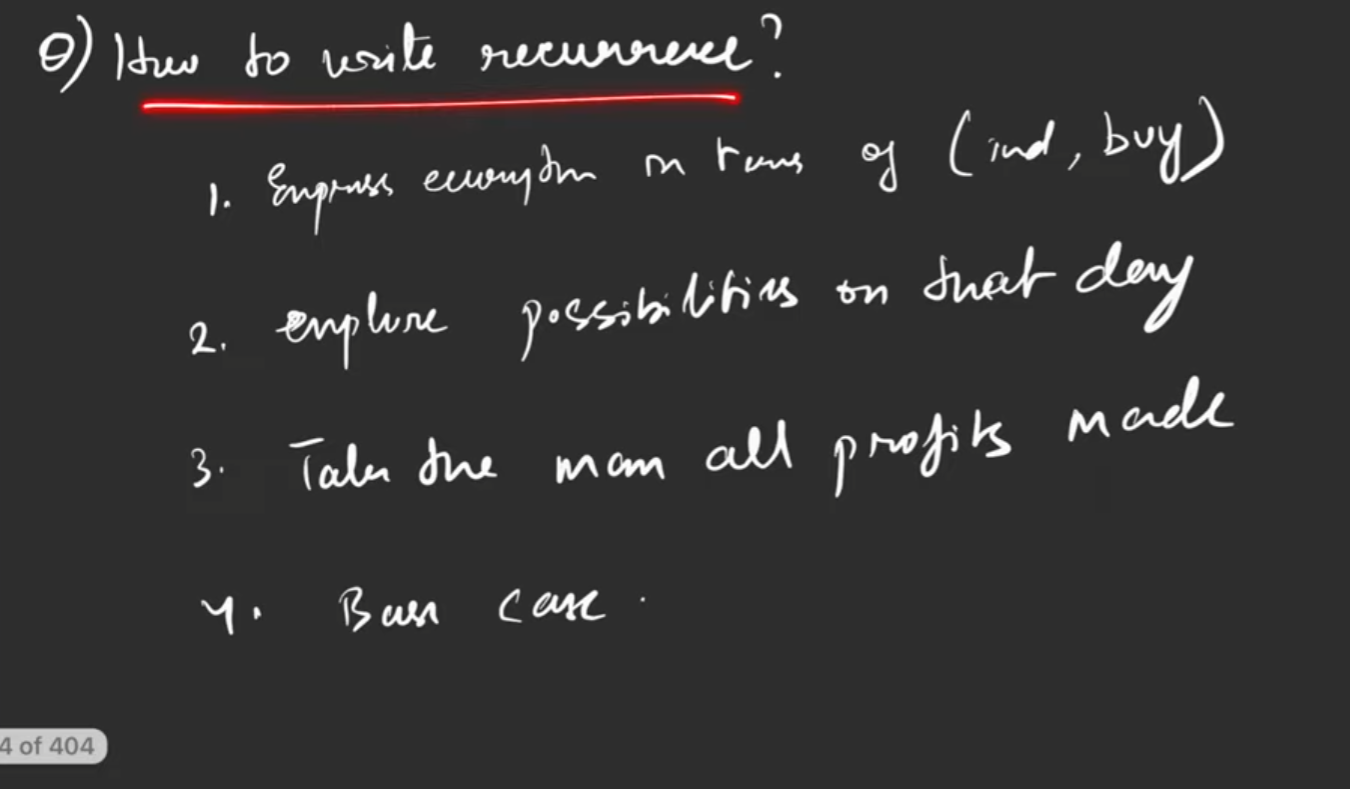 Q) How to write recurrence?
1. Express everything in terms of (ind, buy)
2. explore possibilities on that day
3. Take the max all profits made
4. Base case.
4 of 404